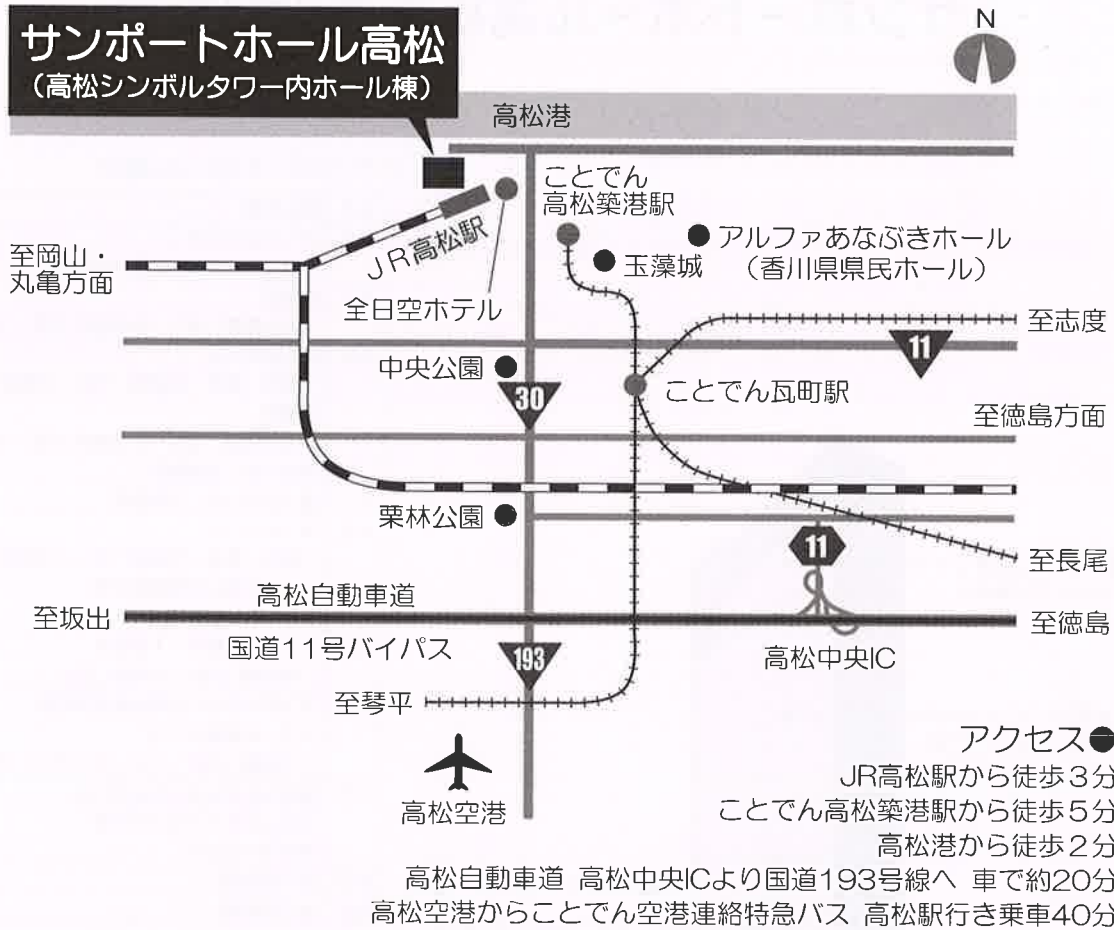 サンポートホール高松
（高松シンボルタワー内ホール棟）
N
高松港
ことでん
高松築港駅
JR高松駅
アルファあなぶきホール
（香川県県民ホール）
玉藻城
至岡山・
丸亀方面
全日空ホテル
至志度
11
中央公園
30
ことでん瓦町駅
至徳島方面
栗林公園
11
至長尾
高松自動車道
至坂出
至徳島
国道11号バイパス
193
高松中央IC
至琴平
高松空港
アクセス●
JR高松駅から徒歩3分
ことでん高松築港駅から徒歩5分
高松港から徒歩2分
高松自動車道 高松中央ICより国道193号線へ 車で約20分
高松空港からことでん空港連絡特急バス 高松駅行き乗車40分